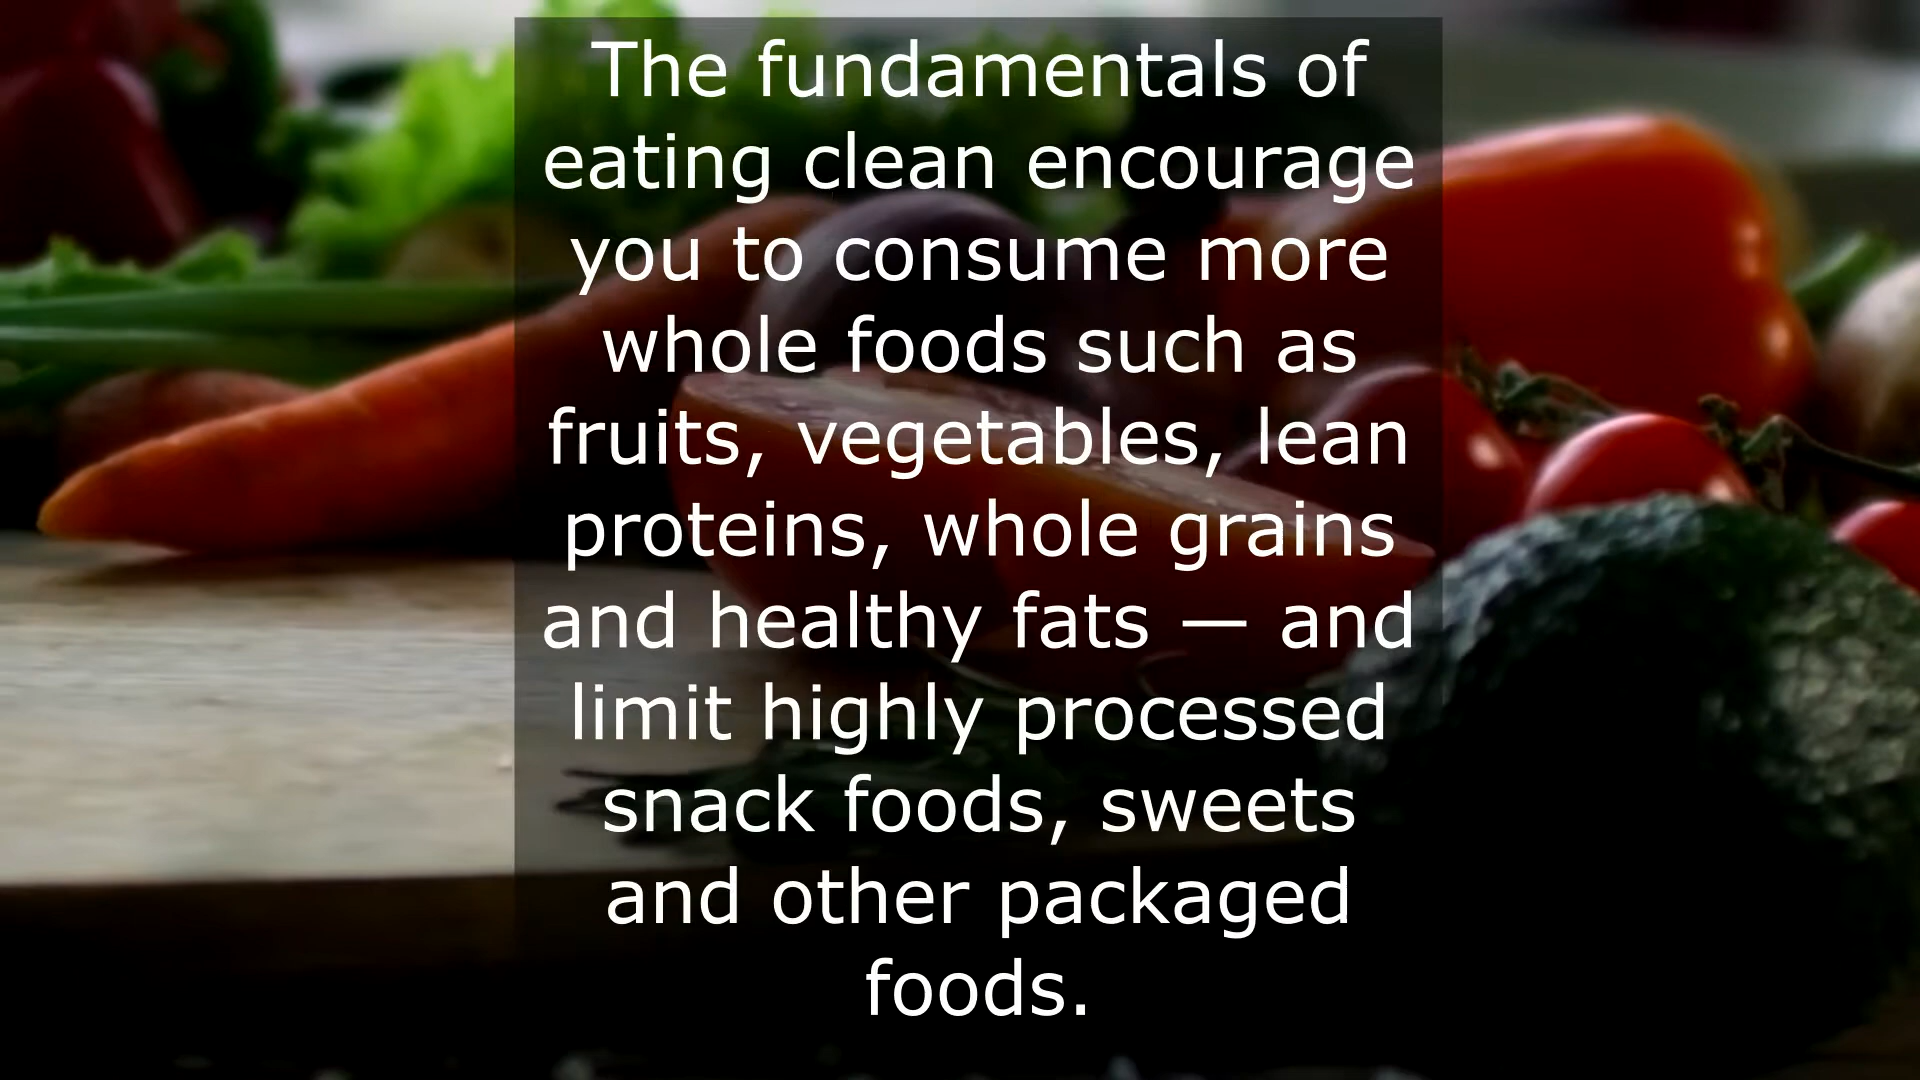 The fundamentals of
eating clean encourage
you to consume more
whole foods such as
fruits, vegetables, lean
proteins, whole grains
and healthy fats — and
limit highly processed
snack foods, sweets
and other packaged
foods.